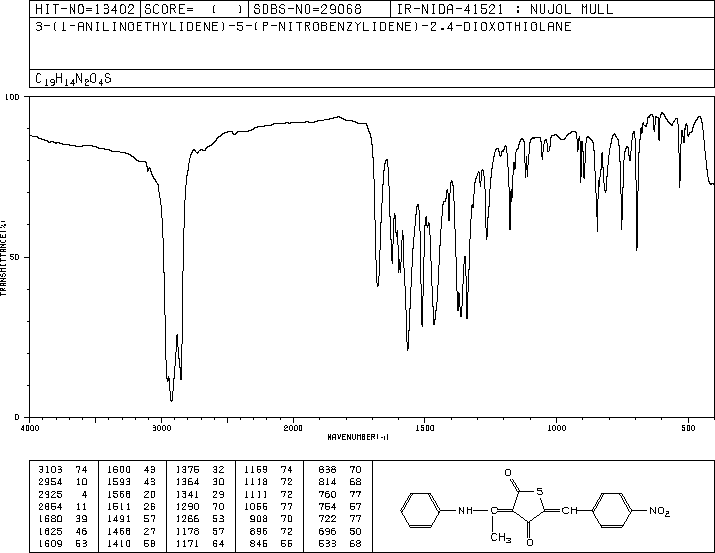 HIT-NO=13402 SCORE= ( ) SDBS-NO=29068 IR-NIDA-41521 : NUJOL MULL
3-(1-ANILINOETHYLIDENE)-5-(P-NITROBENZYLIDENE)-2.4-DIOXOTHIOLANE
C19H14N2O4S
100
50
0
TRANSMITTANCE(%)
4000 3000 2000 1500 1000 500
WAVENUMBER(-1)
3103 74 1600 43 1376 32 1169 74 838 70
2954 10 1593 43 1364 30 1118 72 814 68
2925 4 1568 20 1341 29 1111 72 760 77
2854 11 1511 26 1290 70 1056 77 754 57
1680 39 1491 57 1266 53 908 70 722 77
1625 46 1468 27 1178 57 896 72 696 50
1609 53 1410 58 1171 64 846 56 533 68
O
S
NH C C C CH NO2
CH3 O